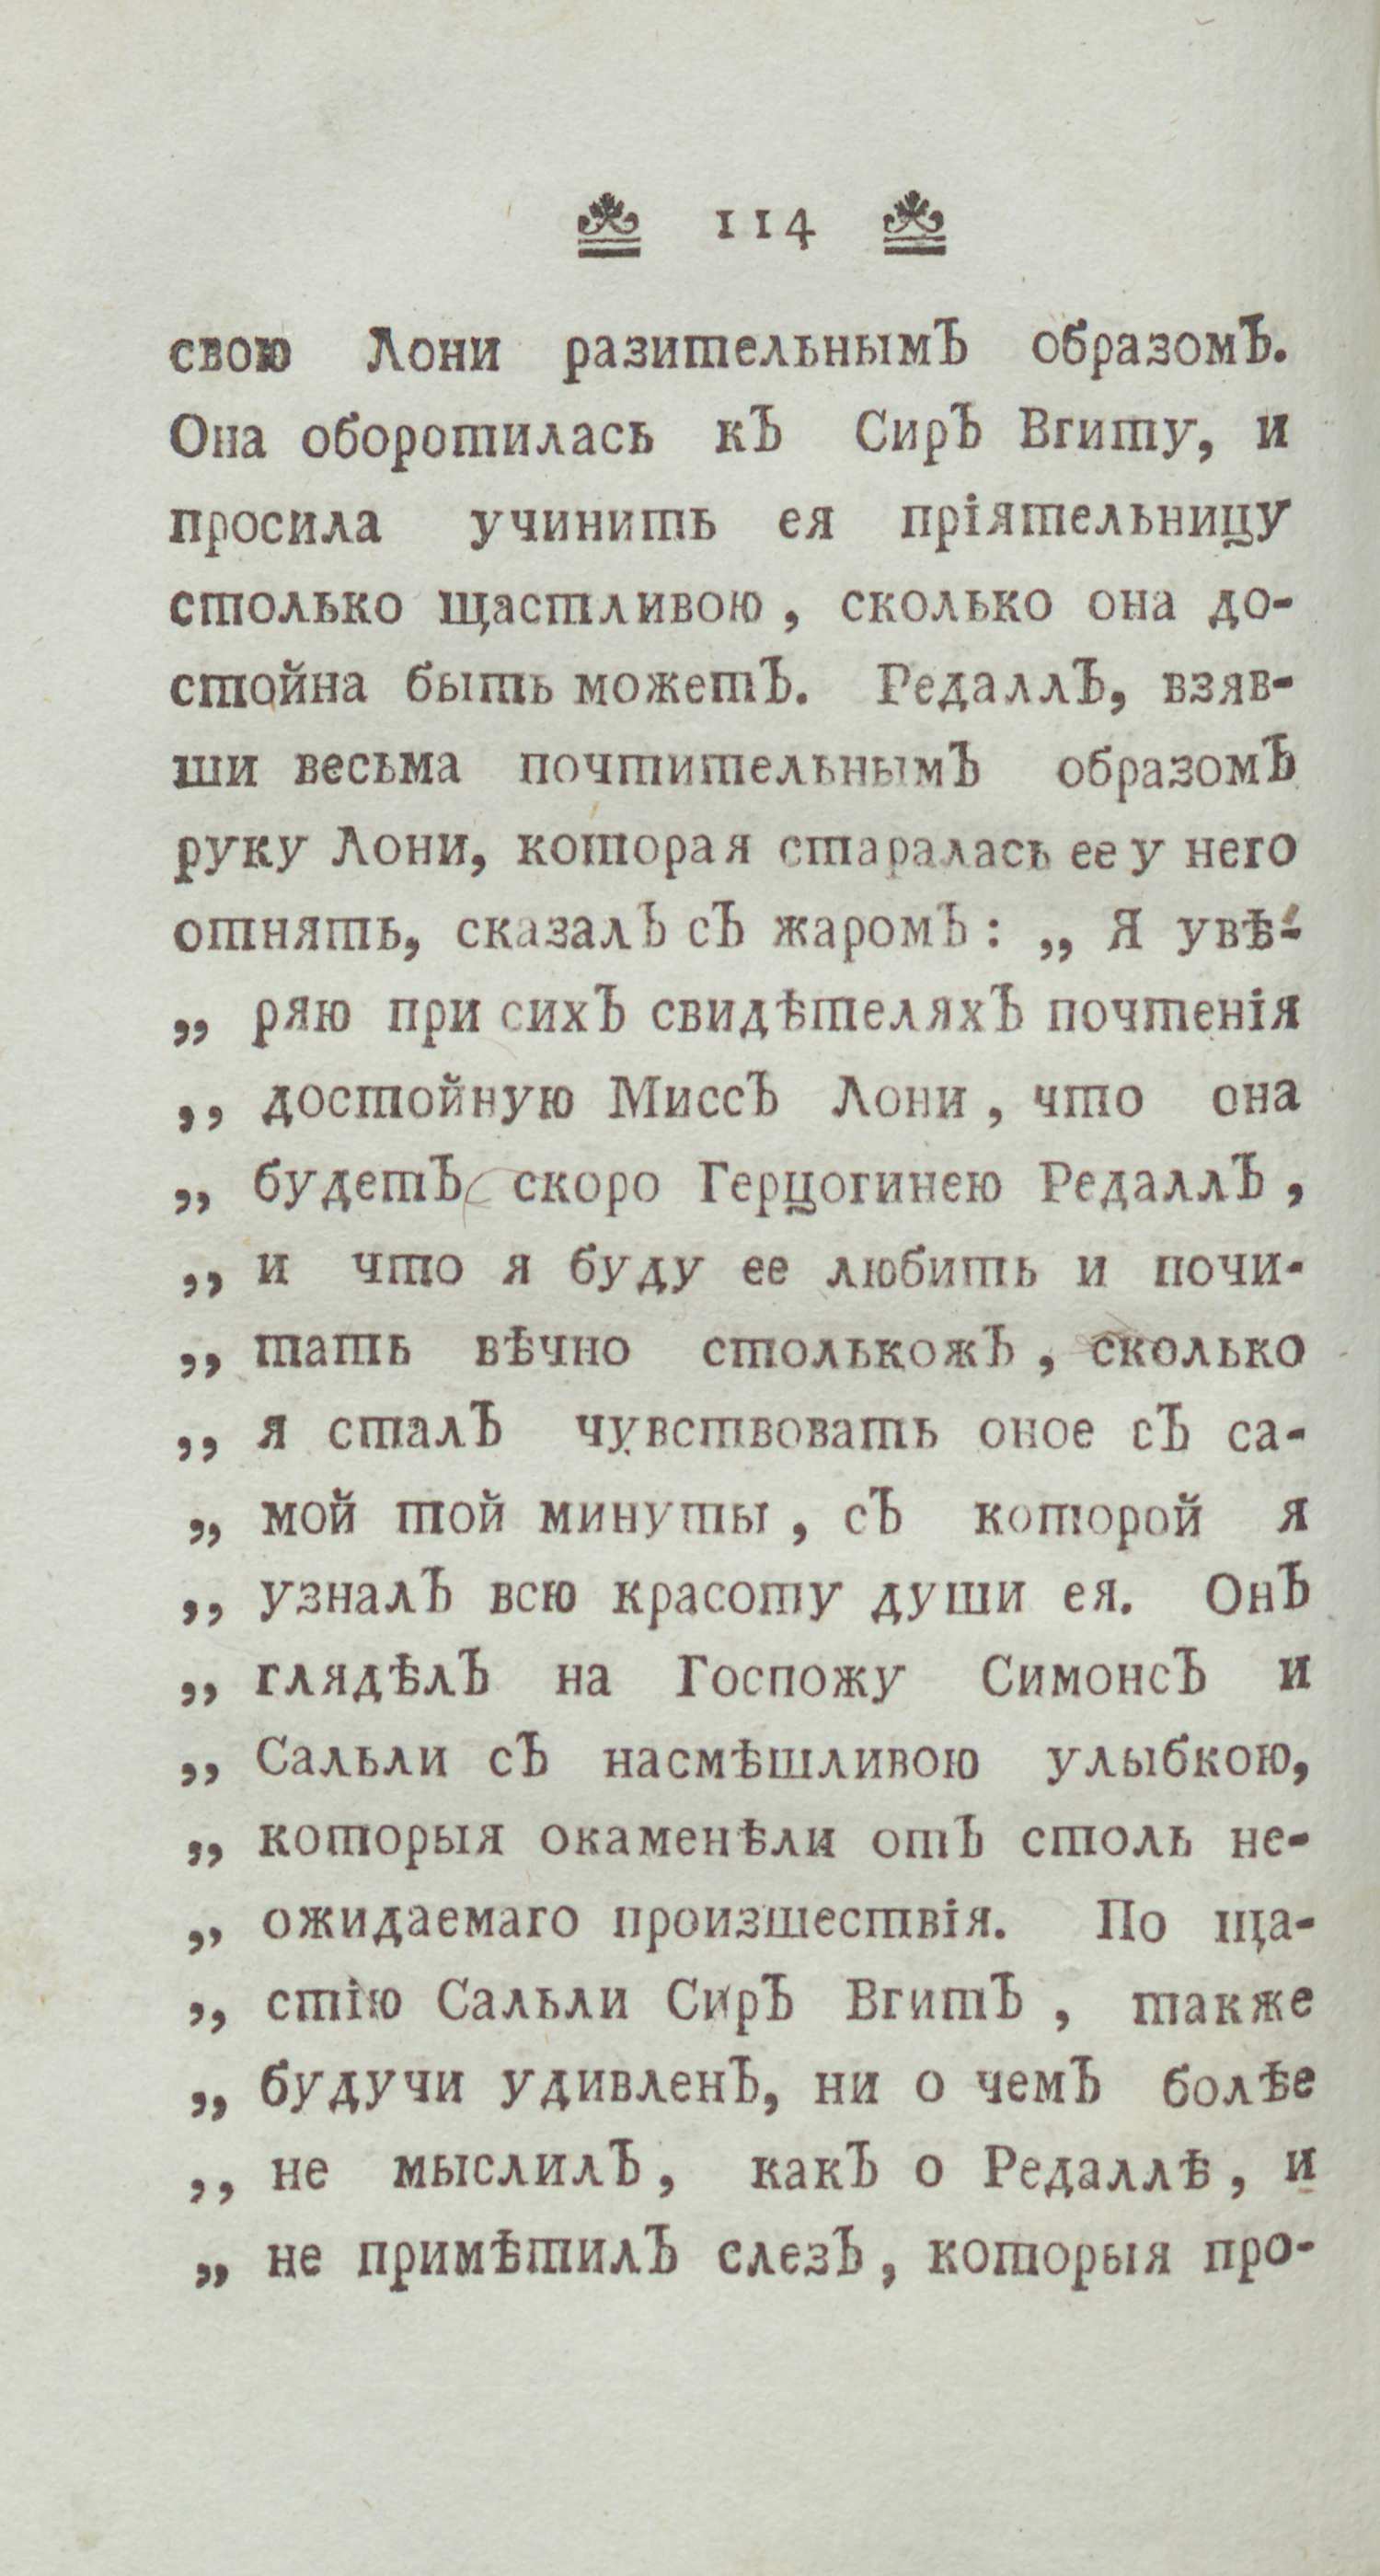 114
свою Лони разительнымЪ образомЪ.
Она оборотилась кЪ СирЪ Вгиту, и
просила учинить ея пріятельницу
столько щастливою, сколько она до-
стойна быть можетЪ. РедаллЪ, взяв-
ши весьма почтительнымЪ образомЪ
руку Лони, которая старалась ее у него
отнять, сказалЪ сЪ жаромЪ: „ Я увѣ-
„ ряю при сихЪ свидѣтеляхЪ почтенія
„ достойную МиссЪ Лони, что она
„ будетЪ скоро Герцогинею РедаллЪ,
„ и что я буду ее любить и почи-
„ тать вѣчно столькожЪ, сколько
„ я сталЪ чувствовать оное сЪ са-
„ мой той минуты, сЪ которой я
„ узналЪ всю красоту души ея. ОнЪ
„ глядѣлЪ на Госпожу СимонсЪ и
„ Сальли сЪ насмѣшливою улыбкою,
„ которыя окаменѣли отЪ столь не-
„ ожидаемаго произшествія. По ща-
„ стію Сальли СирЪ ВгитЪ, также
„ будучи удивленЪ, ни о чемЪ болѣе
„ не мыслилЪ, какЪ о Редаллѣ, и
„ не примѣтилЪ слезЪ, которыя про-